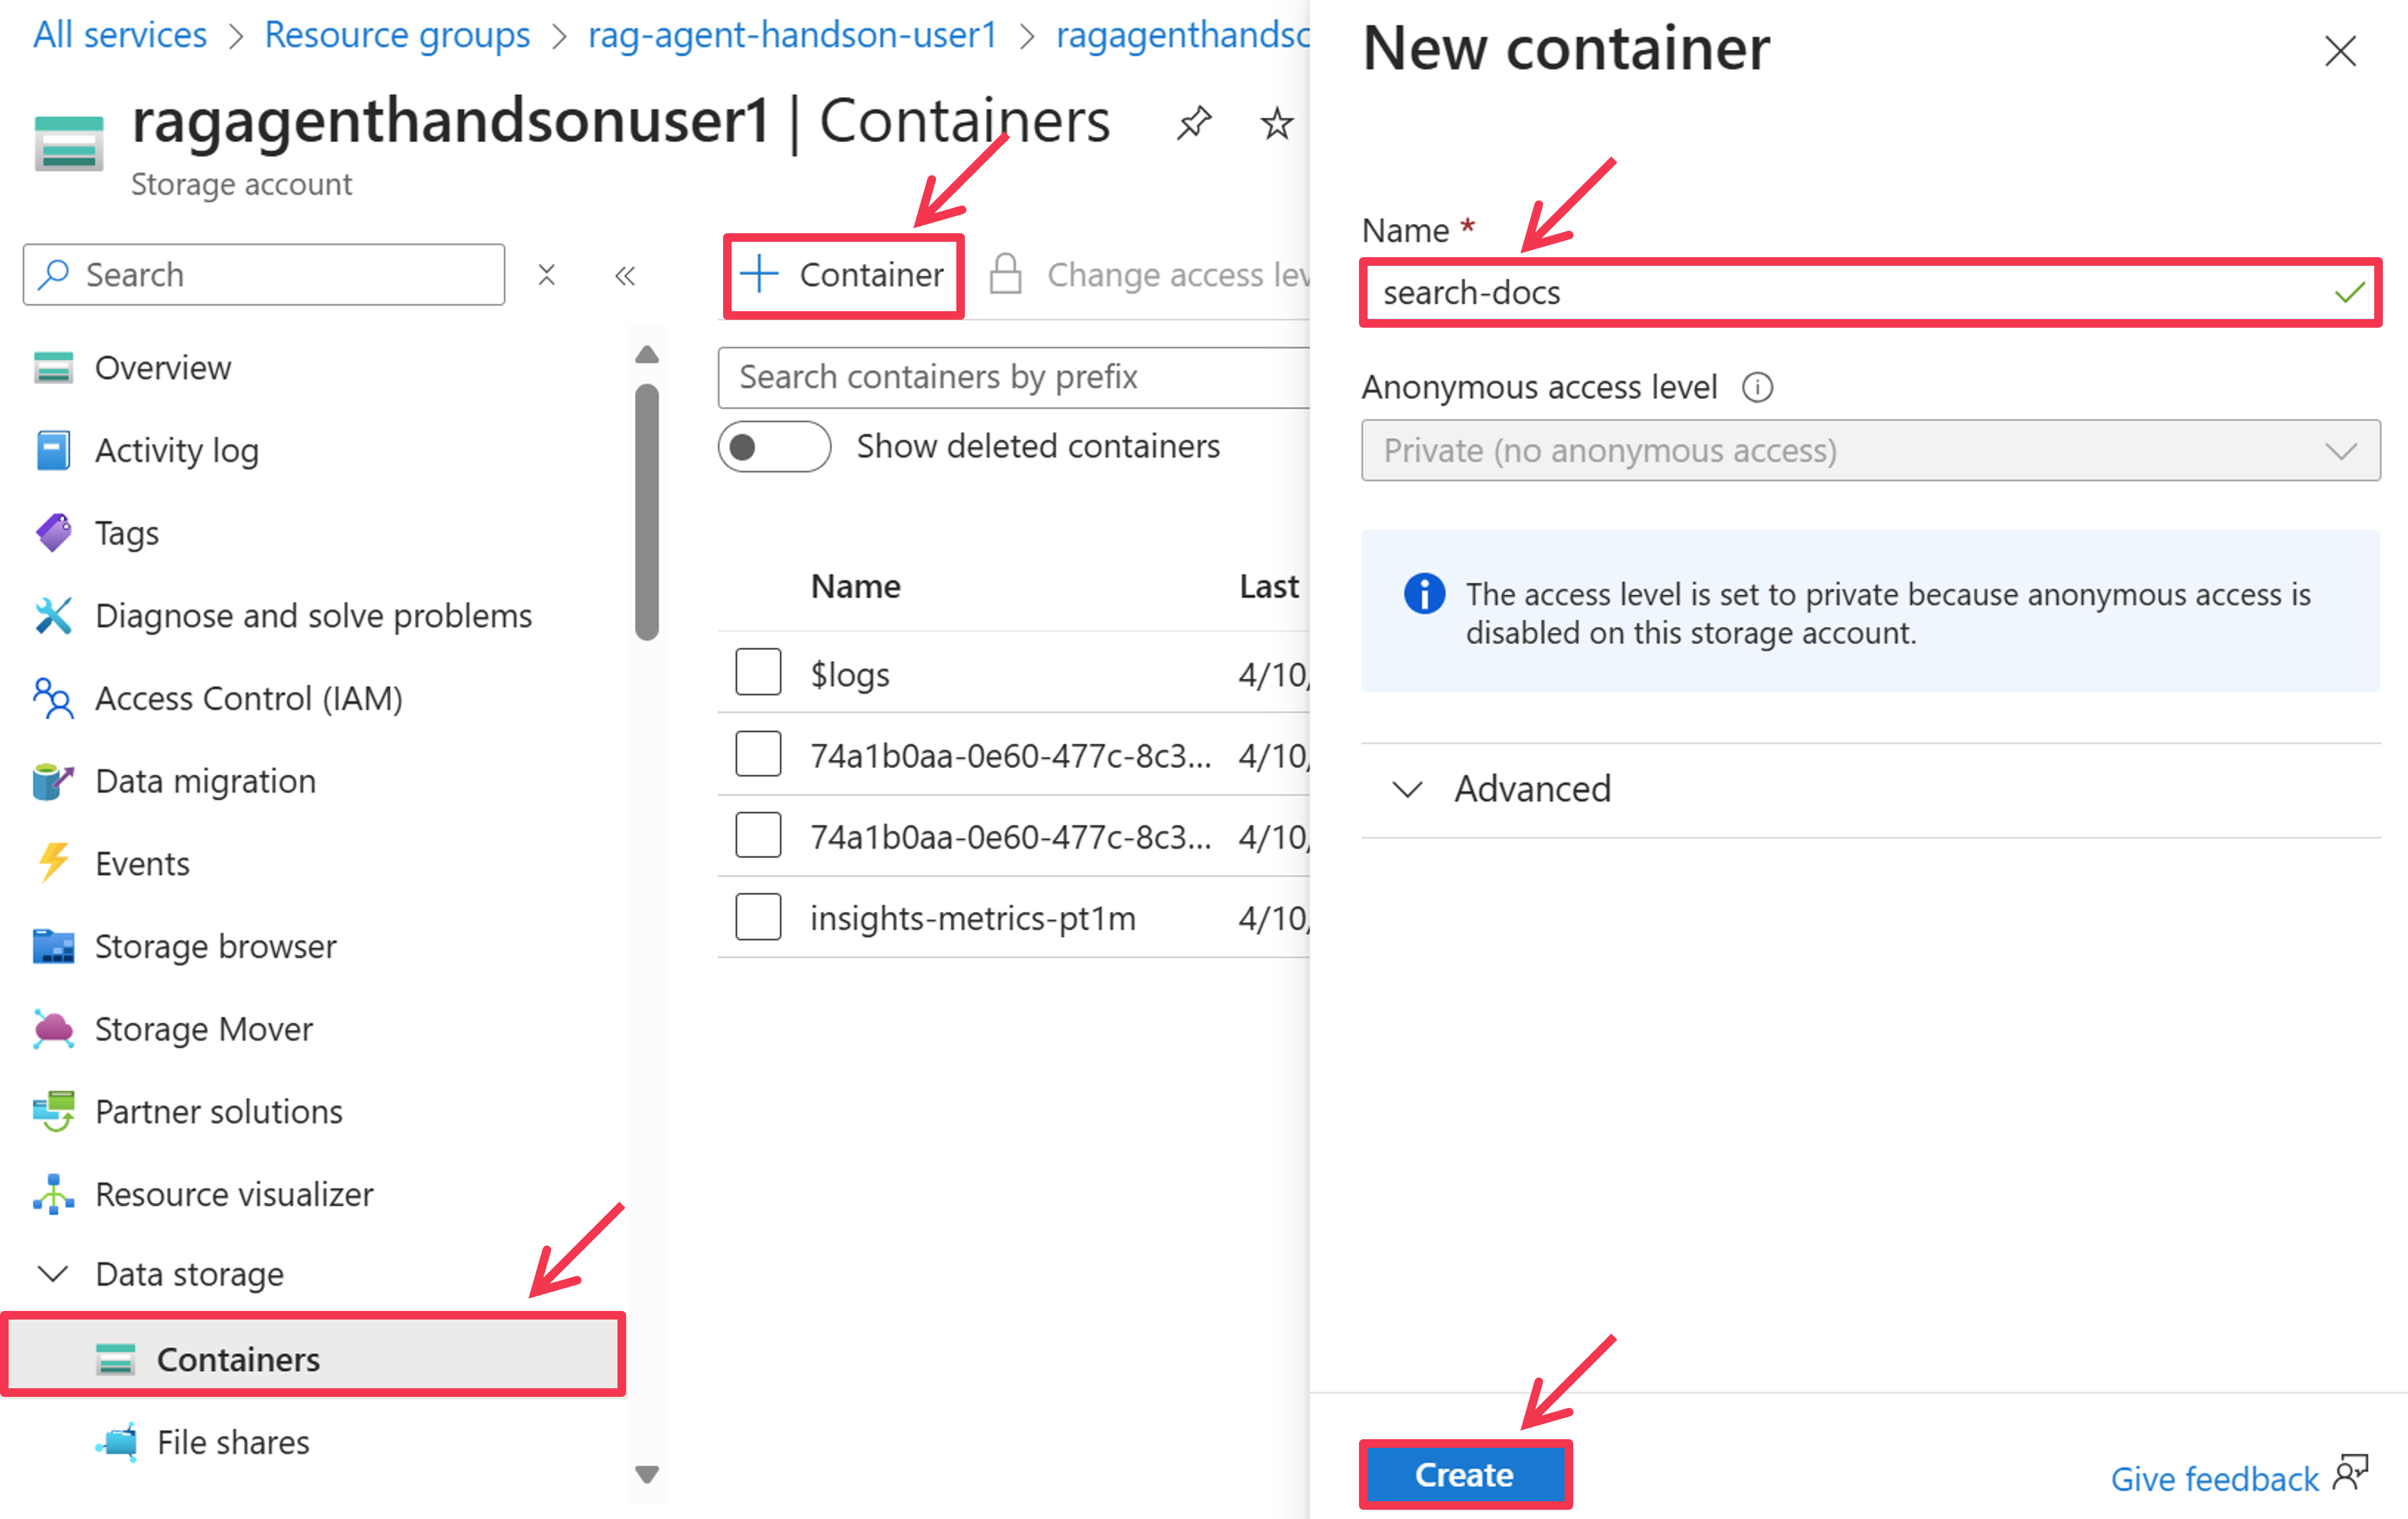 All services > Resource groups > rag-agent-handson-user1 > ragagenthandsc
ragagenthandsonuser1 | Containers
Storage account
Search
Overview
Activity log
Tags
Diagnose and solve problems
Access Control (IAM)
Data migration
Events
Storage browser
Storage Mover
Partner solutions
Resource visualizer
Data storage
Containers
File shares
+ Container
Change access lev
Search containers by prefix
Show deleted containers
Name Last
$logs 4/10/
74a1b0aa-0e60-477c-8c3... 4/10/
74a1b0aa-0e60-477c-8c3... 4/10/
insights-metrics-pt1m 4/10/
New container
Name *
search-docs
Anonymous access level
Private (no anonymous access)
The access level is set to private because anonymous access is
disabled on this storage account.
Advanced
Create
Give feedback